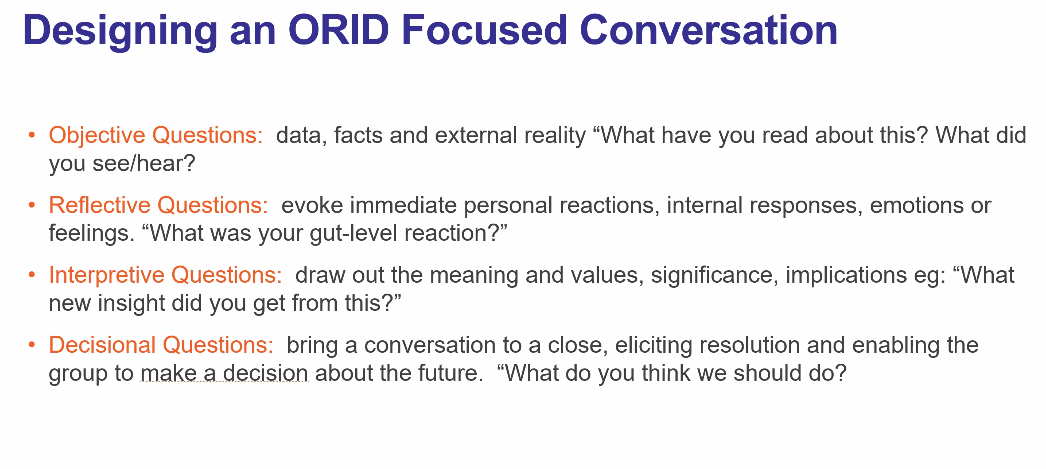 Designing an ORID Focused Conversation
• Objective Questions:  data, facts and external reality “What have you read about this? What did
you see/hear?
• Reflective Questions:  evoke immediate personal reactions, internal responses, emotions or
feelings. “What was your gut-level reaction?”
• Interpretive Questions:  draw out the meaning and values, significance, implications eg: “What
new insight did you get from this?”
• Decisional Questions:  bring a conversation to a close, eliciting resolution and enabling the
group to make a decision about the future.  “What do you think we should do?